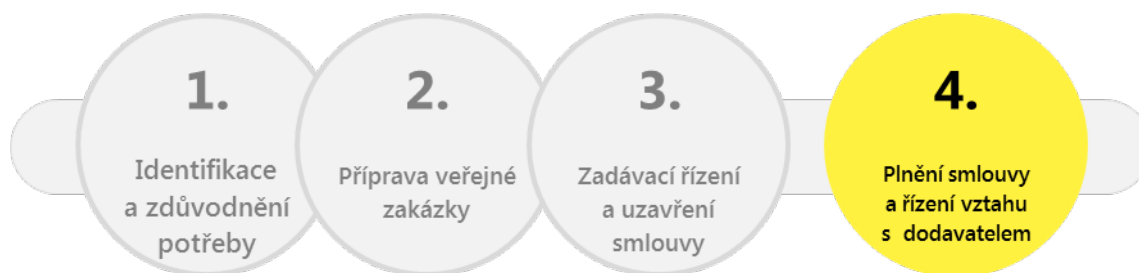 1.
Identifikace
a zdůvodnění
potřeby
2.
Příprava veřejné
zakázky
3.
Zadávací řízení
a uzavření
smlouvy
4.
Plnění smlouvy
a řízení vztahu
s dodavatelem